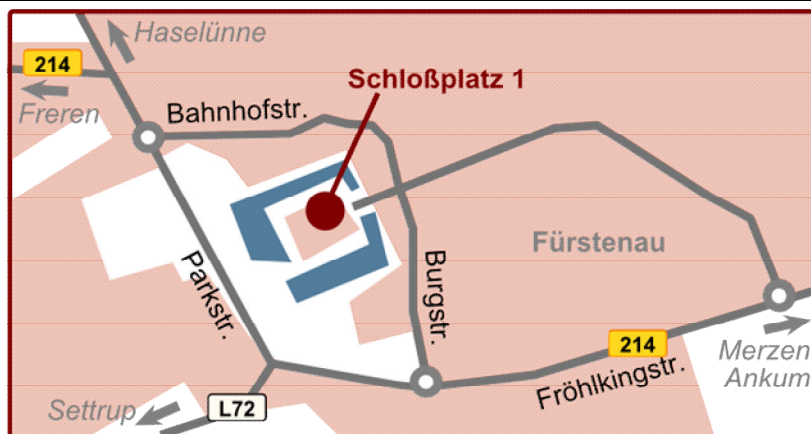 Haselünne
214
Schloßplatz 1
Freren
Bahnhofstr.
Fürstenau
Parkstr.
Burgstr.
214
Merzen
Ankum
Fröhlkingstr.
Settrup
L72